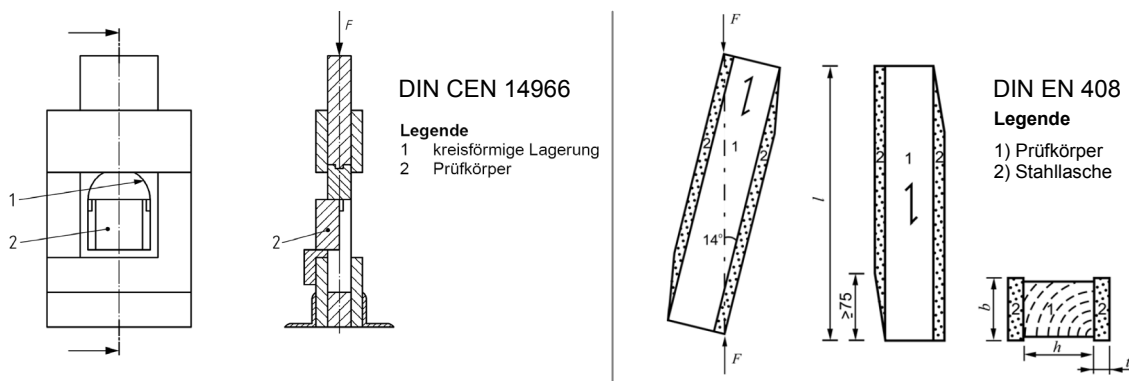 F
DIN CEN 14966
Legende
1 kreisförmige Lagerung
2 Prüfkörper
1
2
2
F
2
1
2
14°
F
l
≥75
2
1
2
b
2
1
2
h
t
DIN EN 408
Legende
1) Prüfkörper
2) Stahllasche